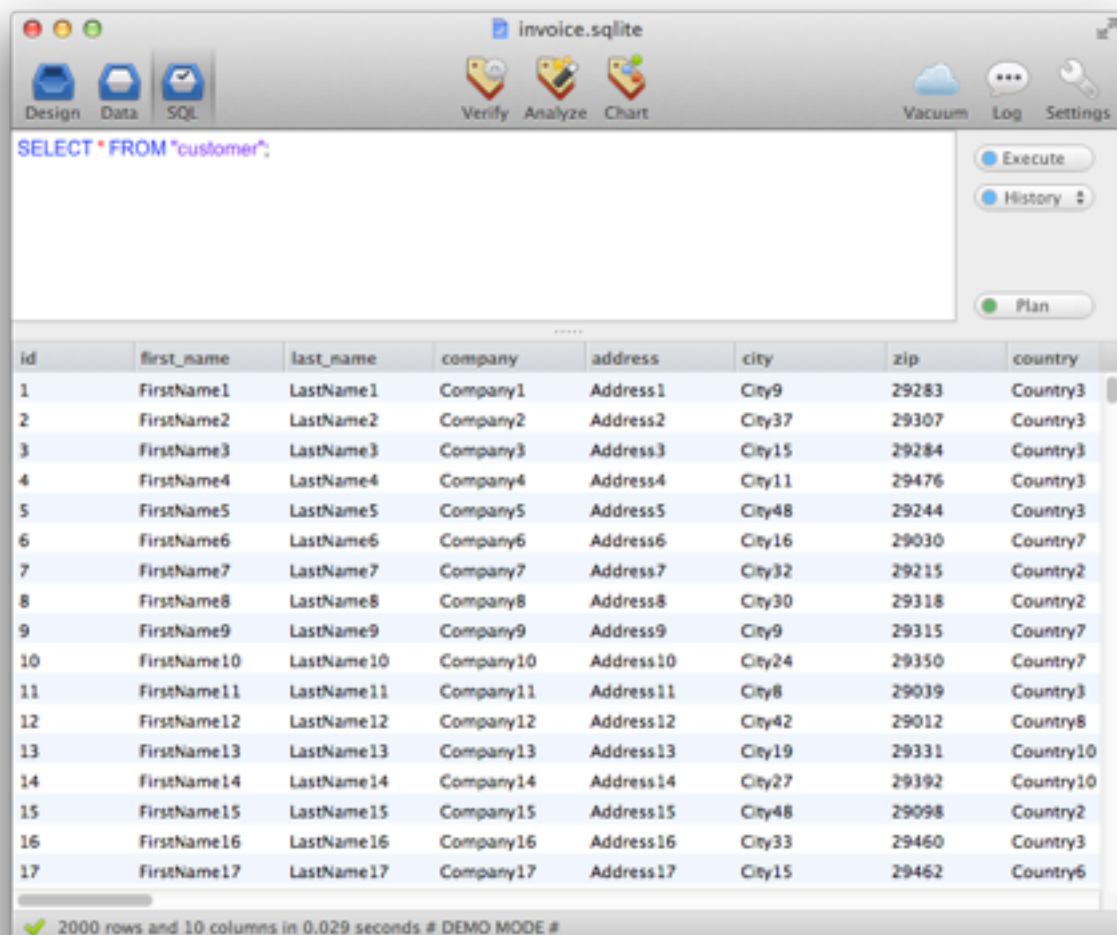 invoice.sqlite
Design Data SQL Verify Analyze Chart Vacuum Log Settings
SELECT * FROM "customer";
Execute
History
Plan
id first_name last_name company address city zip country
1 FirstName1 LastName1 Company1 Address1 City9 29283 Country3
2 FirstName2 LastName2 Company2 Address2 City37 29307 Country3
3 FirstName3 LastName3 Company3 Address3 City15 29284 Country3
4 FirstName4 LastName4 Company4 Address4 City11 29476 Country3
5 FirstName5 LastName5 Company5 Address5 City48 29244 Country3
6 FirstName6 LastName6 Company6 Address6 City16 29030 Country7
7 FirstName7 LastName7 Company7 Address7 City32 29215 Country2
8 FirstName8 LastName8 Company8 Address8 City30 29318 Country2
9 FirstName9 LastName9 Company9 Address9 City9 29315 Country7
10 FirstName10 LastName10 Company10 Address10 City24 29350 Country7
11 FirstName11 LastName11 Company11 Address11 City8 29039 Country3
12 FirstName12 LastName12 Company12 Address12 City42 29012 Country8
13 FirstName13 LastName13 Company13 Address13 City19 29331 Country10
14 FirstName14 LastName14 Company14 Address14 City27 29392 Country10
15 FirstName15 LastName15 Company15 Address15 City48 29098 Country2
16 FirstName16 LastName16 Company16 Address16 City33 29460 Country3
17 FirstName17 LastName17 Company17 Address17 City15 29462 Country6
2000 rows and 10 columns in 0.029 seconds # DEMO MODE #